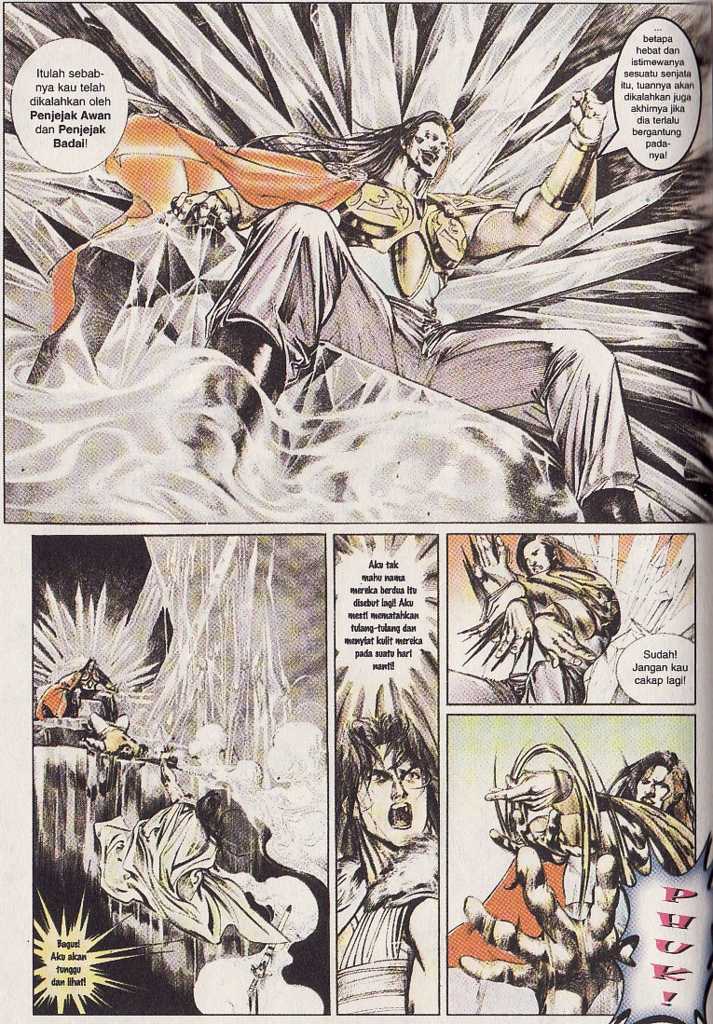 ...
betapa
hebat dan
istimewanya
sesuatu senjata
itu, tuannya akan
dikalahkan juga
akhirnya jika
dia terlalu
bergantung
pada-
nya!
Itulah sebab-
nya kau telah
dikalahkan oleh
Penjejak Awan
dan Penjejak
Badai!
Aku tak
mahu nama
mereka berdua itu
disebut lagi! Aku
mesti mematahkan
tulang-tulang dan
menyiat kulit mereka
pada suatu hari
nanti!
Bagus!
Aku akan
tunggu
dan lihat!
Sudah!
Jangan kau
cakap lagi!
PHUK!